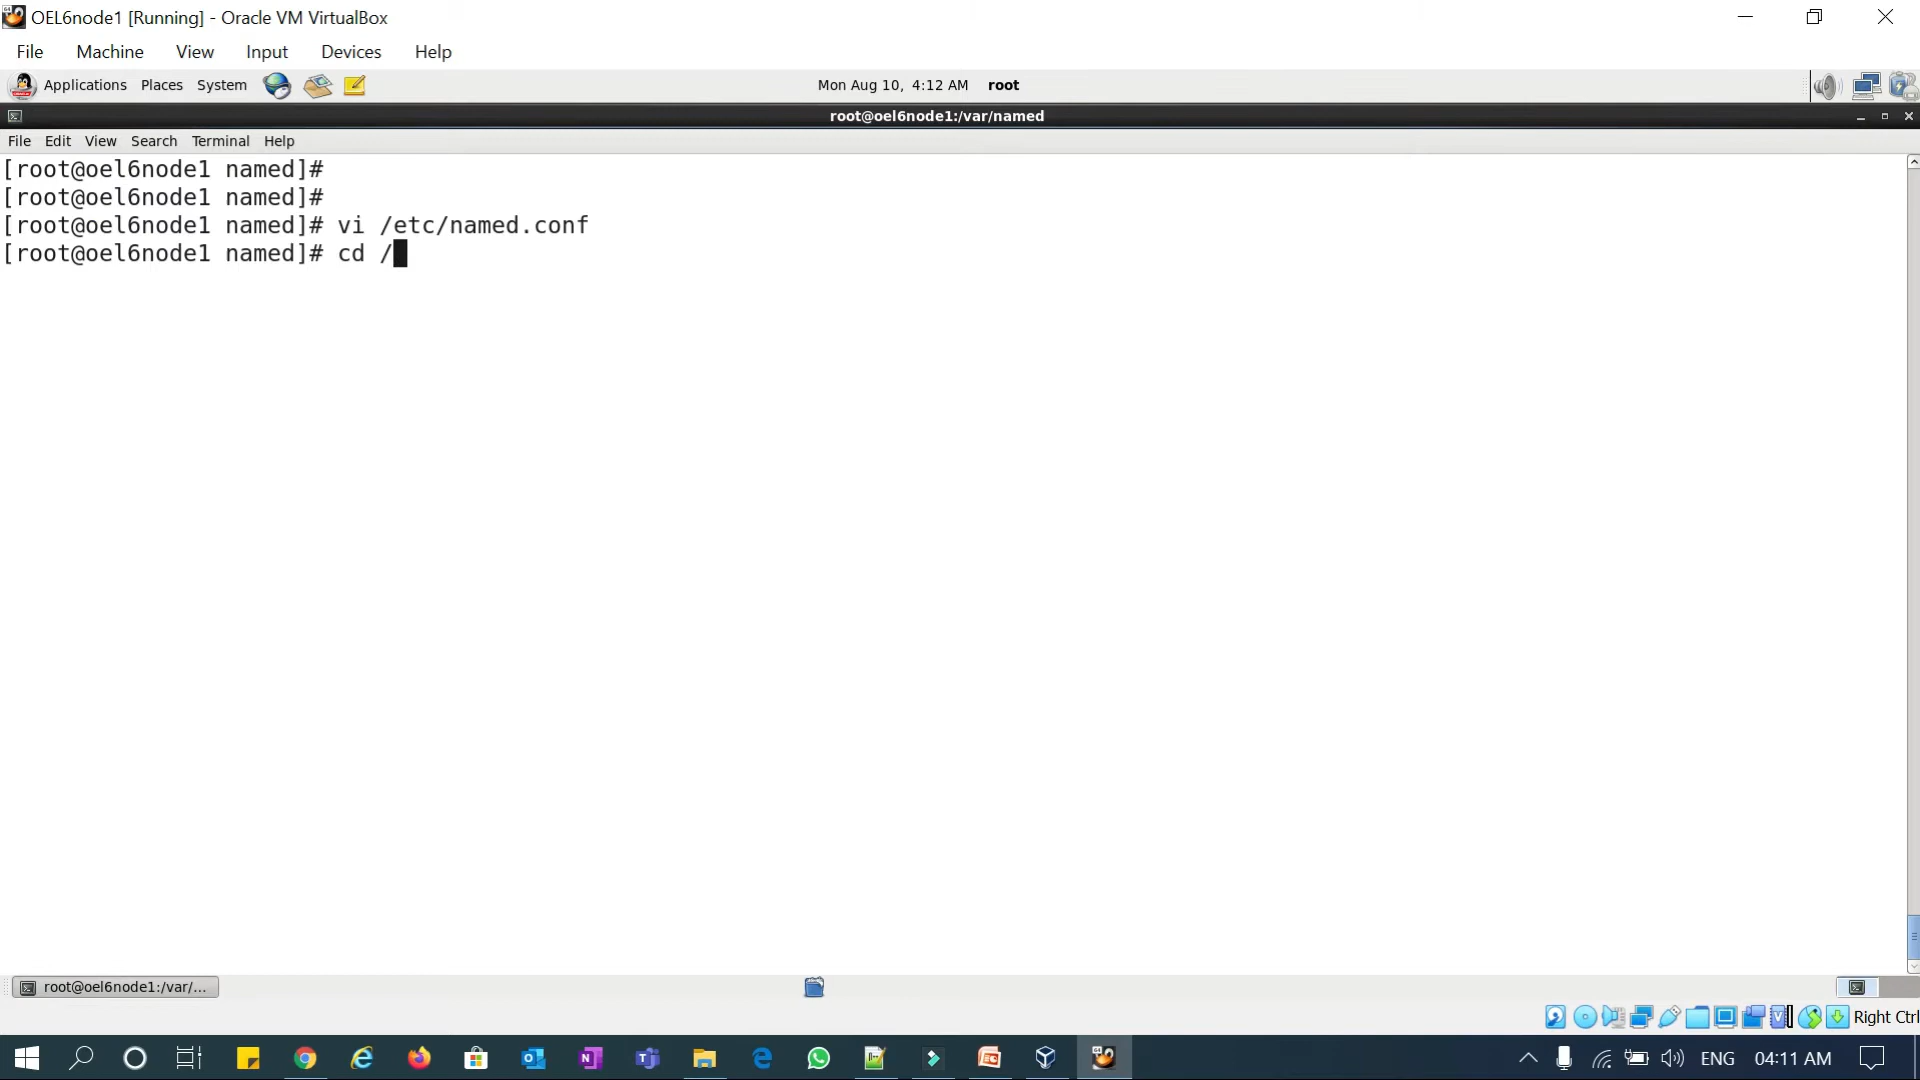 OEL6node1 [Running] - Oracle VM VirtualBox
File Machine View Input Devices Help
Applications Places System Mon Aug 10, 4:12 AM root
root@oel6node1:/var/named
File Edit View Search Terminal Help
[root@oel6node1 named]#
[root@oel6node1 named]#
[root@oel6node1 named]# vi /etc/named.conf
[root@oel6node1 named]# cd /
root@oel6node1:/var/...
Right Ctrl
ENG 04:11 AM